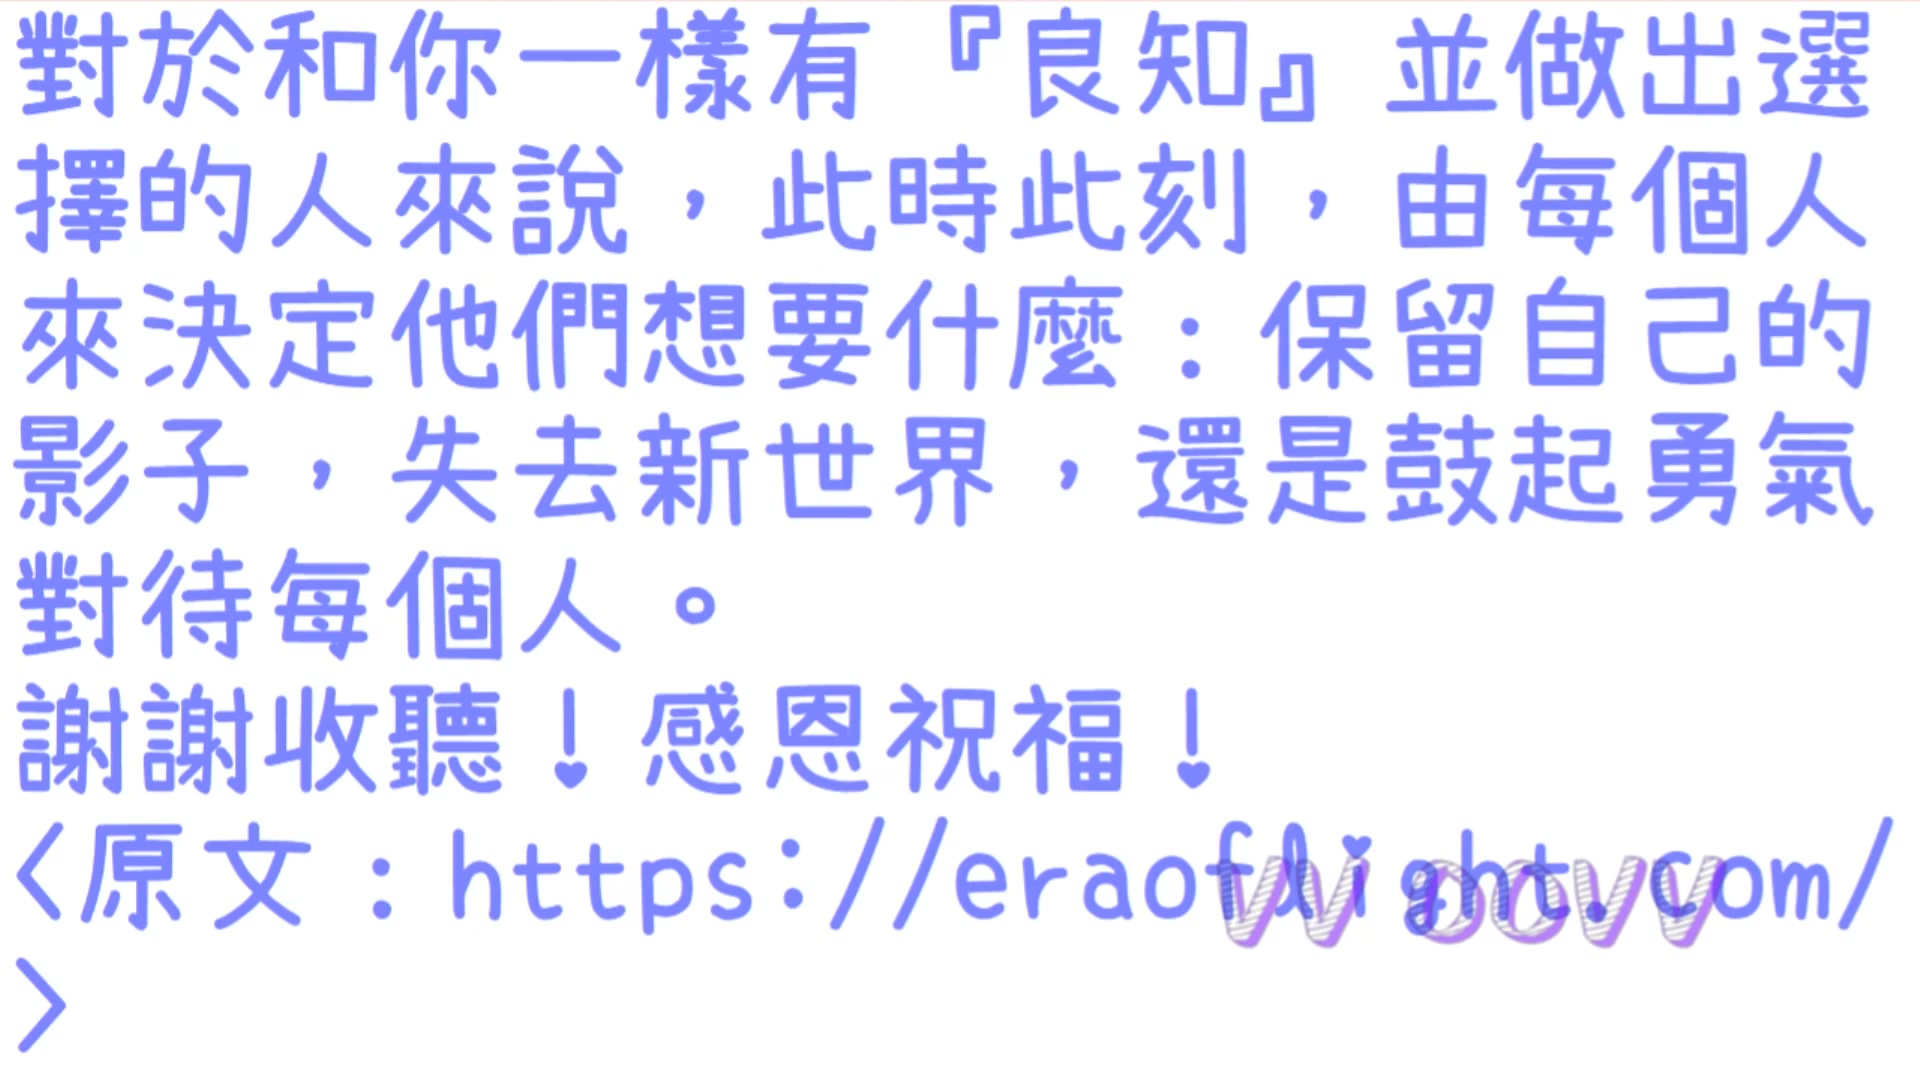 對於和你一樣有『良知』並做出選
擇的人來說，此時此刻，由每個人
來決定他們想要什麼：保留自己的
影子，失去新世界，還是鼓起勇氣
對待每個人。
謝謝收聽！感恩祝福！
〈原文：https://eraoflight.com/
〉